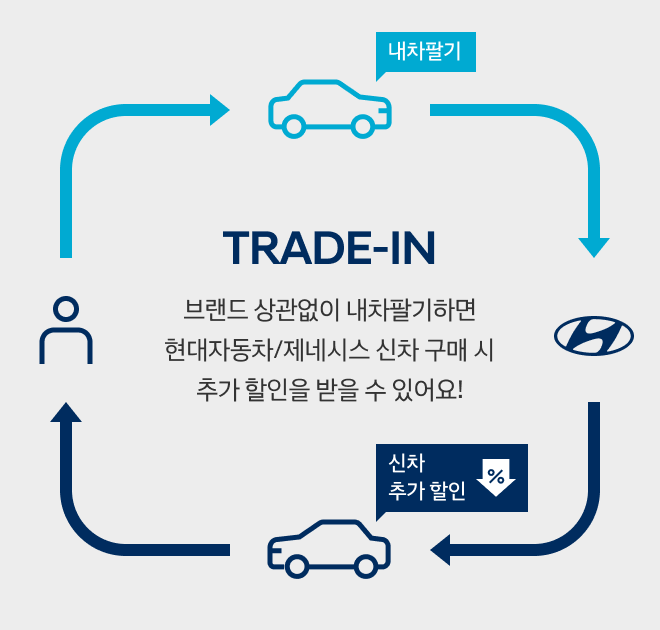 내차팔기
TRADE-IN
브랜드 상관없이 내차팔기하면
현대자동차/제네시스 신차 구매 시
추가 할인을 받을 수 있어요!
신차
추가 할인
%